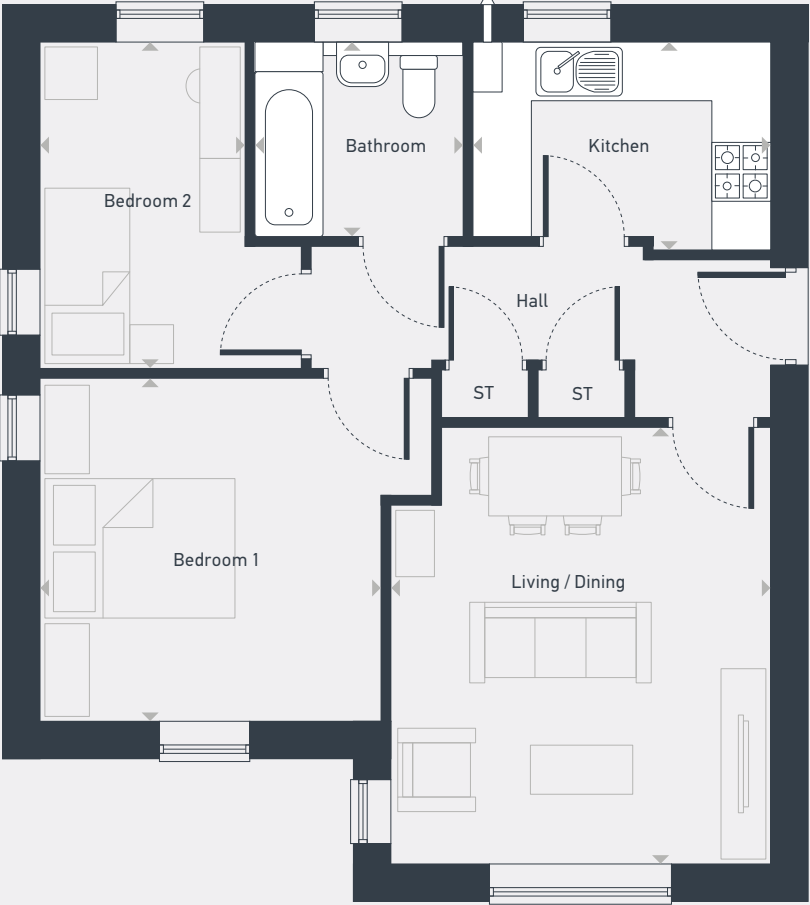 Bathroom
Kitchen
Bedroom 2
Hall
ST
ST
Bedroom 1
Living / Dining